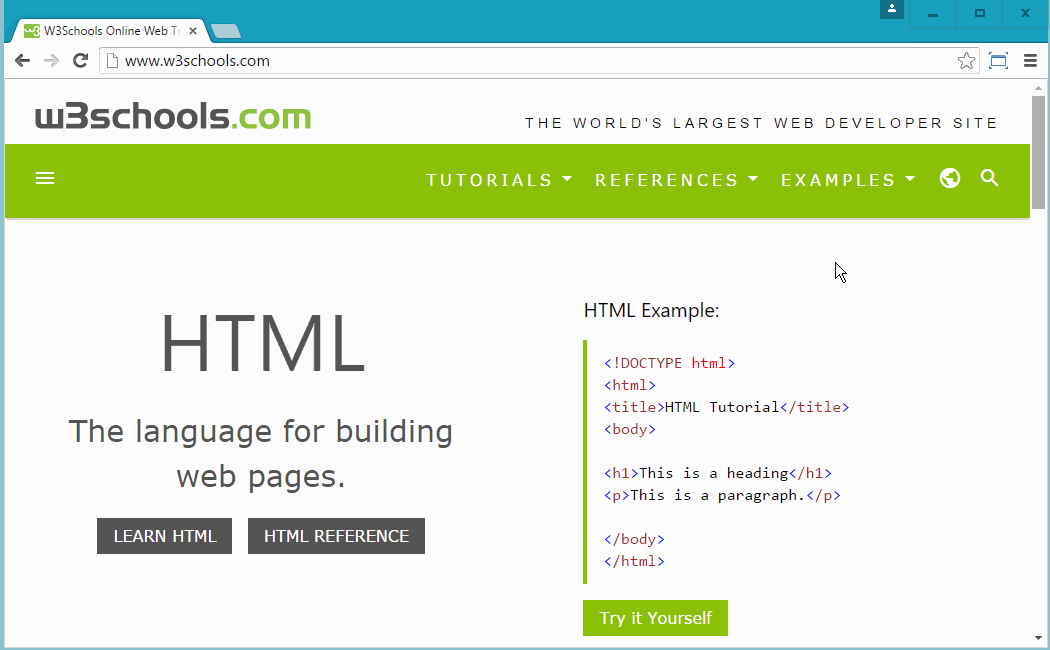 W3Schools Online Web Tu
www.w3schools.com
w3schools.com
THE WORLD'S LARGEST WEB DEVELOPER SITE
TUTORIALS REFERENCES EXAMPLES
HTML
The language for building
web pages.
LEARN HTML HTML REFERENCE
HTML Example:
<!DOCTYPE html>
<html>
<title>HTML Tutorial</title>
<body>
<h1>This is a heading</h1>
<p>This is a paragraph.</p>
</body>
</html>
Try it Yourself